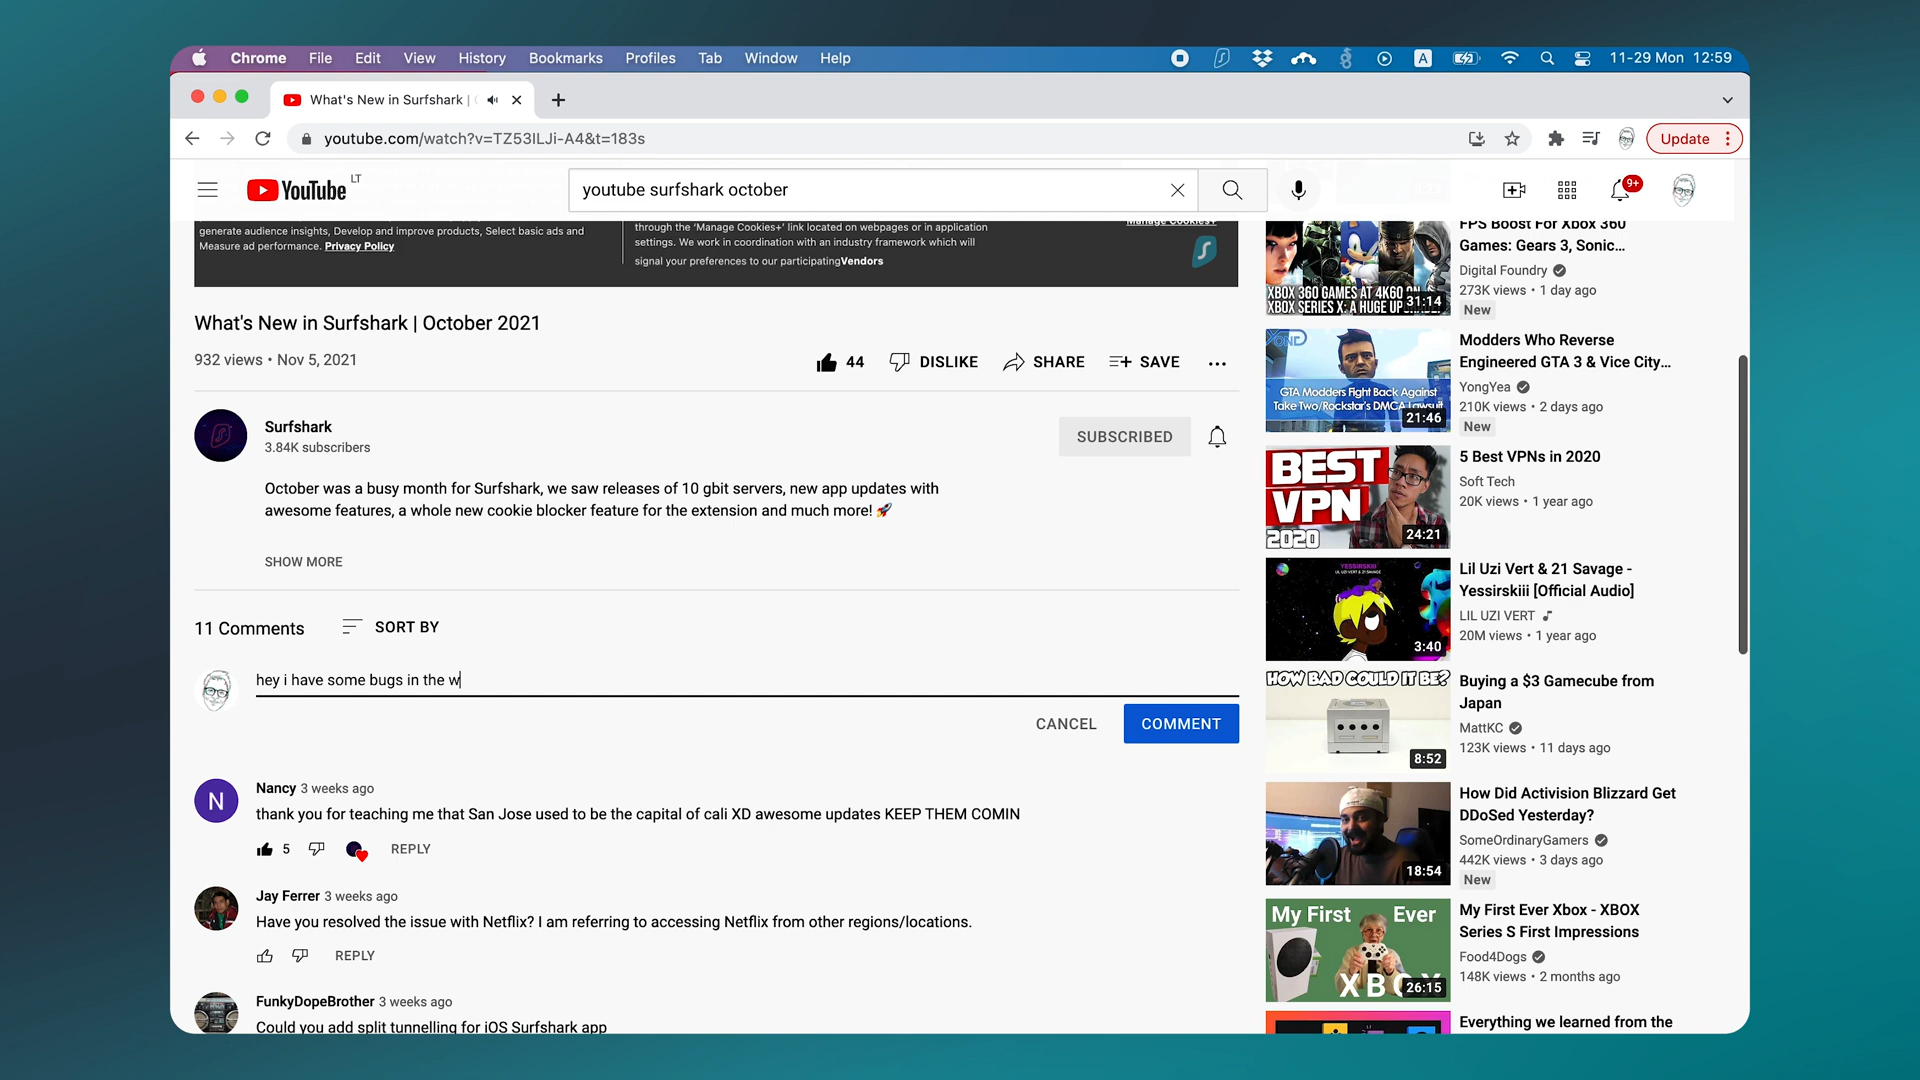 Chrome File Edit View History Bookmarks Profiles Tab Window Help
A
11-29 Mon 12:59
What's New in Surfshark |
youtube.com/watch?v=TZ53ILJi-A4&t=183s
Update
YouTube LT
youtube surfshark october
9+
generate audience insights, Develop and improve products, Select basic ads and
Measure ad performance. Privacy Policy
through the 'Manage Cookies+' link located on webpages or in application
settings. We work in coordination with an industry framework which will
signal your preferences to our participatingVendors
Manage Cookies+
What's New in Surfshark | October 2021
932 views • Nov 5, 2021
44 DISLIKE SHARE SAVE
Surfshark
3.84K subscribers
SUBSCRIBED
October was a busy month for Surfshark, we saw releases of 10 gbit servers, new app updates with
awesome features, a whole new cookie blocker feature for the extension and much more! 🚀
SHOW MORE
11 Comments SORT BY
hey i have some bugs in the w
CANCEL COMMENT
N
Nancy 3 weeks ago
thank you for teaching me that San Jose used to be the capital of cali XD awesome updates KEEP THEM COMIN
5 REPLY
Jay Ferrer 3 weeks ago
Have you resolved the issue with Netflix? I am referring to accessing Netflix from other regions/locations.
REPLY
FunkyDopeBrother 3 weeks ago
Could you add split tunnelling for iOS Surfshark app
XBOX 360 GAMES AT 4K60 ON
XBOX SERIES X: A HUGE
31:14
FPS Boost For Xbox 360
Games: Gears 3, Sonic...
Digital Foundry
273K views • 1 day ago
New
GTA Modders Fight Back Against
Take Two/Rockstar's DMCA Lawsuit
21:46
Modders Who Reverse
Engineered GTA 3 & Vice City...
YongYea
210K views • 2 days ago
New
BEST
VPN
2020
24:21
5 Best VPNs in 2020
Soft Tech
20K views • 1 year ago
YESSIRSKIII
LIL UZI VERT & 21 SAVAGE
3:40
Lil Uzi Vert & 21 Savage -
Yessirskiii [Official Audio]
LIL UZI VERT
20M views • 1 year ago
HOW BAD COULD IT BE?
8:52
Buying a $3 Gamecube from
Japan
MattKC
123K views • 11 days ago
18:54
How Did Activision Blizzard Get
DDoSed Yesterday?
SomeOrdinaryGamers
442K views • 3 days ago
New
My First Ever
XBOX
26:15
My First Ever Xbox - XBOX
Series S First Impressions
Food4Dogs
148K views • 2 months ago
Everything we learned from the